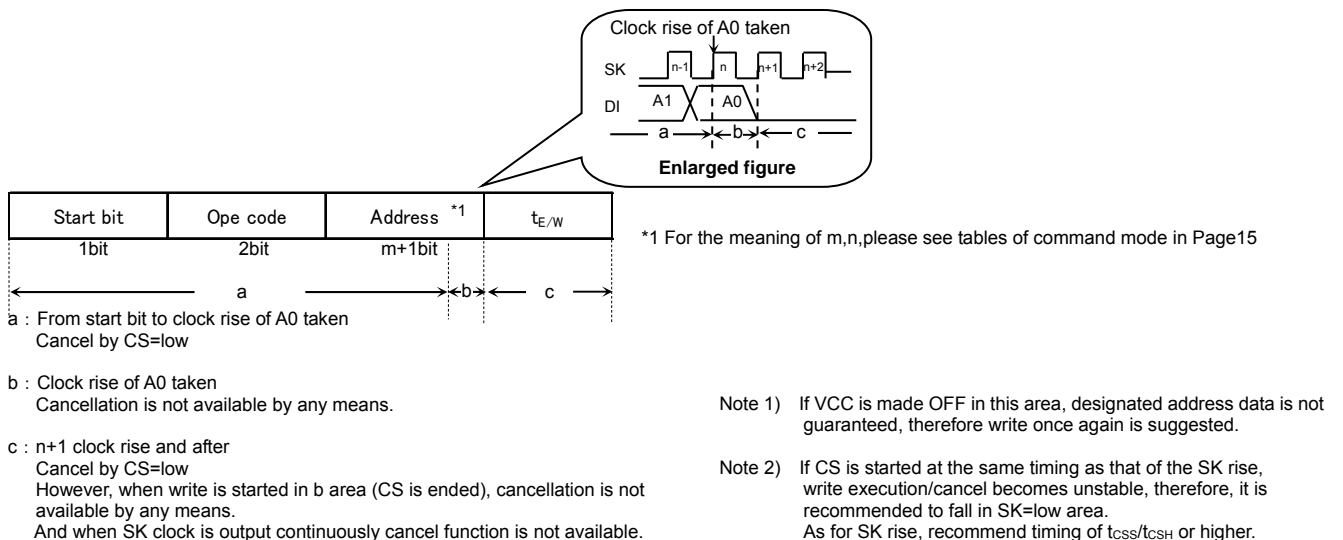 Clock rise of A0 taken
SK n-1 n n+1 n+2
DI A1 A0
a b c
Enlarged figure
Start bit Ope code Address *1 tE/W
1bit 2bit m+1bit
*1 For the meaning of m,n,please see tables of command mode in Page15
a b c
a : From start bit to clock rise of A0 taken
Cancel by CS=low
b : Clock rise of A0 taken
Cancellation is not available by any means.
c : n+1 clock rise and after
Cancel by CS=low
However, when write is started in b area (CS is ended), cancellation is not
available by any means.
And when SK clock is output continuously cancel function is not available.
Note 1) If VCC is made OFF in this area, designated address data is not
guaranteed, therefore write once again is suggested.
Note 2) If CS is started at the same timing as that of the SK rise,
write execution/cancel becomes unstable, therefore, it is
recommended to fall in SK=low area.
As for SK rise, recommend timing of tCSS/tCSH or higher.